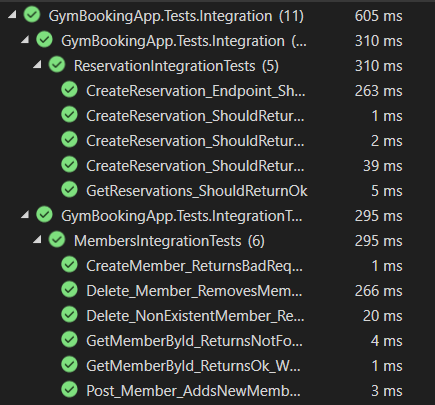 GymBookingApp.Tests.Integration (11) 605 ms
GymBookingApp.Tests.Integration (... 310 ms
ReservationIntegrationTests (5) 310 ms
CreateReservation_Endpoint_Sh... 263 ms
CreateReservation_ShouldRetur... 1 ms
CreateReservation_ShouldRetur... 2 ms
CreateReservation_ShouldRetur... 39 ms
GetReservations_ShouldReturnOk 5 ms
GymBookingApp.Tests.IntegrationT... 295 ms
MembersIntegrationTests (6) 295 ms
CreateMember_ReturnsBadReq... 1 ms
Delete_Member_RemovesMem... 266 ms
Delete_NonExistentMember_Re... 20 ms
GetMemberById_ReturnsNotFo... 4 ms
GetMemberById_ReturnsOk_W... 1 ms
Post_Member_AddsNewMemb... 3 ms